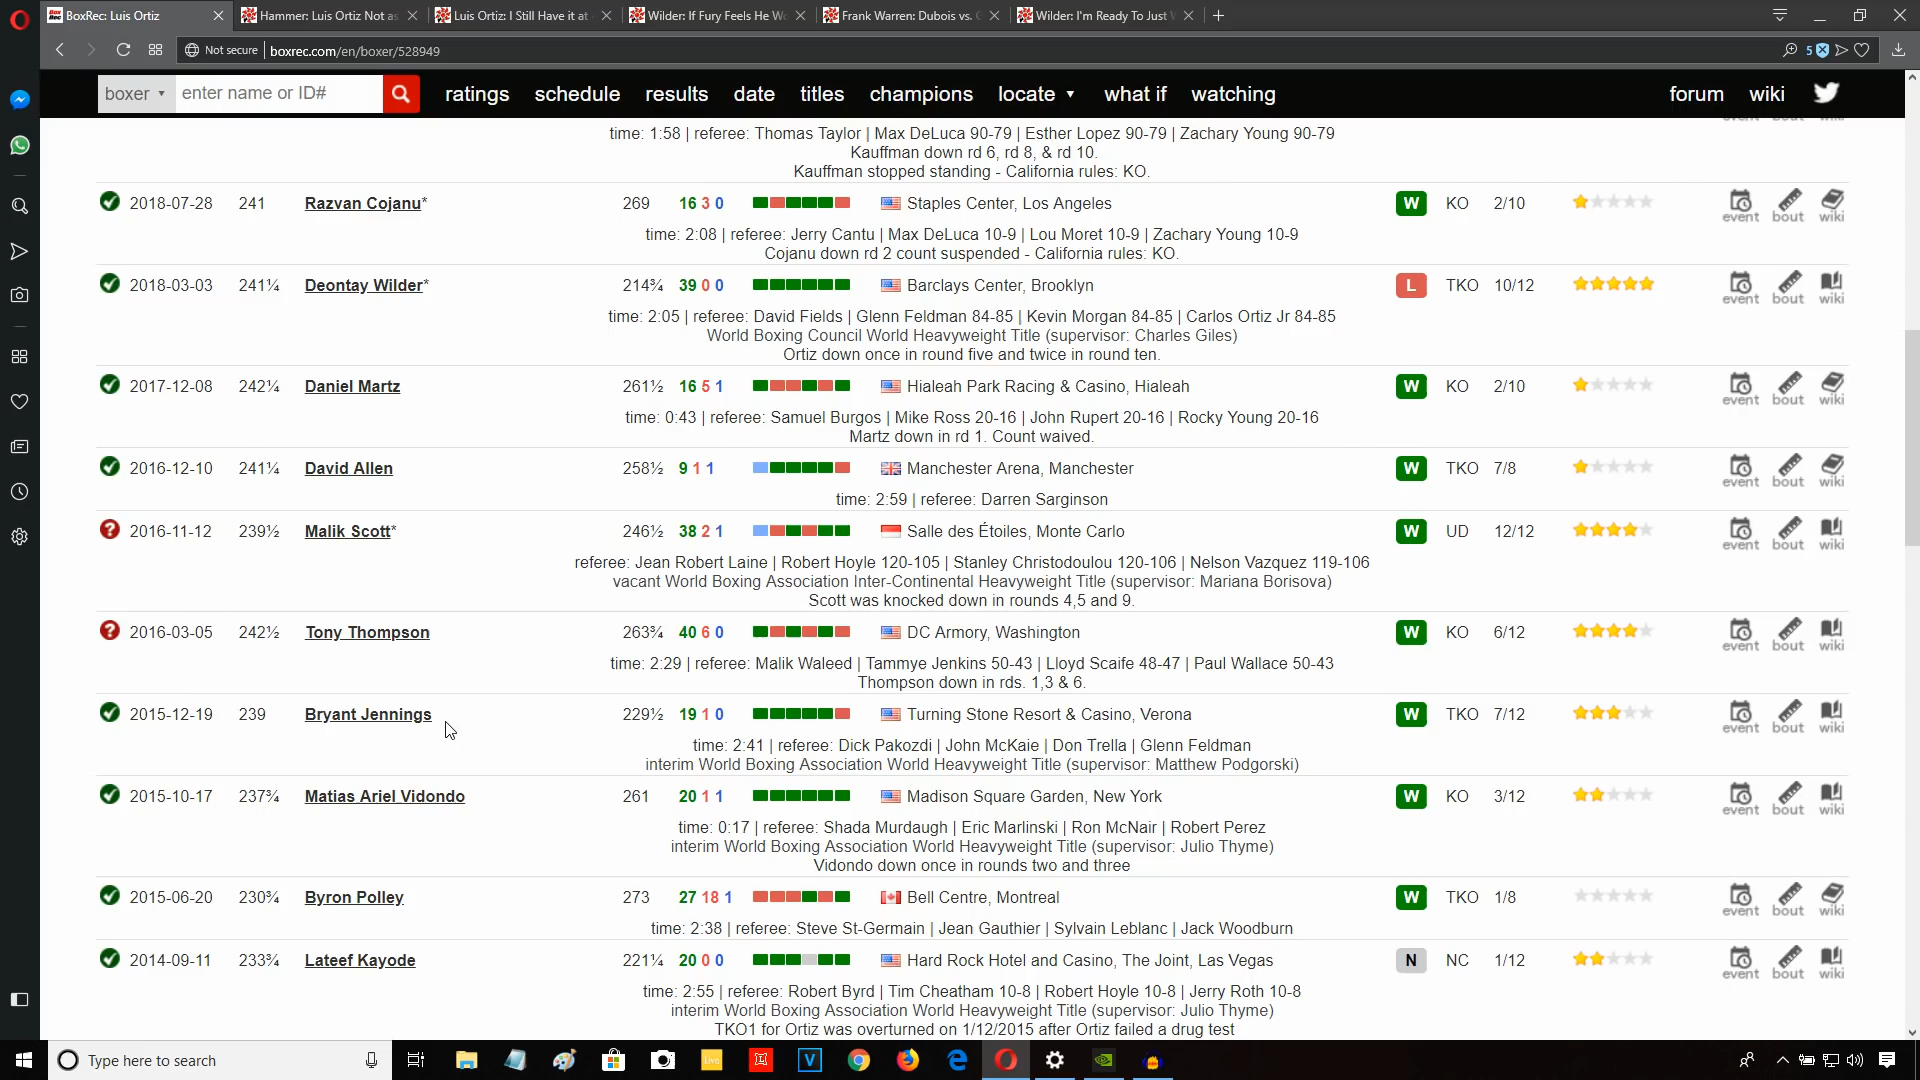 BoxRec: Luis Ortiz
Hammer: Luis Ortiz Not as
Luis Ortiz: I Still Have it at
Wilder: If Fury Feels He W
Frank Warren: Dubois vs.
Wilder: I'm Ready To Just
Not secure boxrec.com/en/boxer/528949
5
boxer enter name or ID# ratings schedule results date titles champions locate what if watching forum wiki
time: 1:58 | referee: Thomas Taylor | Max DeLuca 90-79 | Esther Lopez 90-79 | Zachary Young 90-79
Kauffman down rd 6, rd 8, & rd 10.
Kauffman stopped standing - California rules: KO.
2018-07-28 241 Razvan Cojanu* 269 16 3 0 Staples Center, Los Angeles W KO 2/10 event bout wiki
time: 2:08 | referee: Jerry Cantu | Max DeLuca 10-9 | Lou Moret 10-9 | Zachary Young 10-9
Cojanu down rd 2 count suspended - California rules: KO.
2018-03-03 241¼ Deontay Wilder* 214¾ 39 0 0 Barclays Center, Brooklyn L TKO 10/12 event bout wiki
time: 2:05 | referee: David Fields | Glenn Feldman 84-85 | Kevin Morgan 84-85 | Carlos Ortiz Jr 84-85
World Boxing Council World Heavyweight Title (supervisor: Charles Giles)
Ortiz down once in round five and twice in round ten.
2017-12-08 242¼ Daniel Martz 261½ 16 5 1 Hialeah Park Racing & Casino, Hialeah W KO 2/10 event bout wiki
time: 0:43 | referee: Samuel Burgos | Mike Ross 20-16 | John Rupert 20-16 | Rocky Young 20-16
Martz down in rd 1. Count waived.
2016-12-10 241¼ David Allen 258½ 9 1 1 Manchester Arena, Manchester W TKO 7/8 event bout wiki
time: 2:59 | referee: Darren Sarginson
2016-11-12 239½ Malik Scott* 246½ 38 2 1 Salle des Étoiles, Monte Carlo W UD 12/12 event bout wiki
referee: Jean Robert Laine | Robert Hoyle 120-105 | Stanley Christodoulou 120-106 | Nelson Vazquez 119-106
vacant World Boxing Association Inter-Continental Heavyweight Title (supervisor: Mariana Borisova)
Scott was knocked down in rounds 4,5 and 9.
2016-03-05 242½ Tony Thompson 263¾ 40 6 0 DC Armory, Washington W KO 6/12 event bout wiki
time: 2:29 | referee: Malik Waleed | Tammye Jenkins 50-43 | Lloyd Scaife 48-47 | Paul Wallace 50-43
Thompson down in rds. 1,3 & 6.
2015-12-19 239 Bryant Jennings 229½ 19 1 0 Turning Stone Resort & Casino, Verona W TKO 7/12 event bout wiki
time: 2:41 | referee: Dick Pakozdi | John McKaie | Don Trella | Glenn Feldman
interim World Boxing Association World Heavyweight Title (supervisor: Matthew Podgorski)
2015-10-17 237¾ Matias Ariel Vidondo 261 20 1 1 Madison Square Garden, New York W KO 3/12 event bout wiki
time: 0:17 | referee: Shada Murdaugh | Eric Marlinski | Ron McNair | Robert Perez
interim World Boxing Association World Heavyweight Title (supervisor: Julio Thyme)
Vidondo down once in rounds two and three
2015-06-20 230¾ Byron Polley 273 27 18 1 Bell Centre, Montreal W TKO 1/8 event bout wiki
time: 2:38 | referee: Steve St-Germain | Jean Gauthier | Sylvain Leblanc | Jack Woodburn
2014-09-11 233¾ Lateef Kayode 221¼ 20 0 0 Hard Rock Hotel and Casino, The Joint, Las Vegas N NC 1/12 event bout wiki
time: 2:55 | referee: Robert Byrd | Tim Cheatham 10-8 | Robert Hoyle 10-8 | Jerry Roth 10-8
interim World Boxing Association World Heavyweight Title (supervisor: Julio Thyme)
TKO1 for Ortiz was overturned on 1/12/2015 after Ortiz failed a drug test
Type here to search